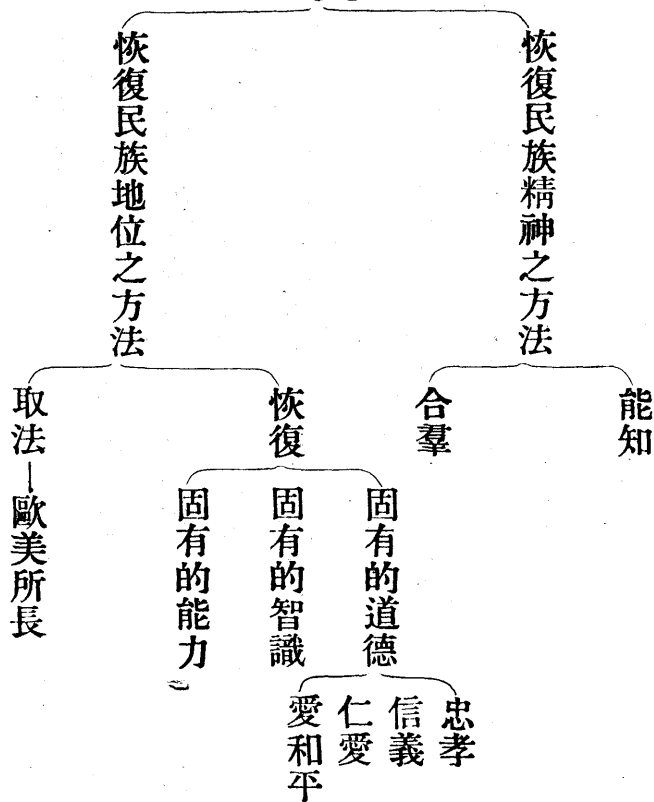 恢復民族精神之方法
能知
合羣
恢復民族地位之方法
恢復
固有的道德
忠孝
信義
仁愛
愛和平
固有的智識
固有的能力
取法—歐美所長